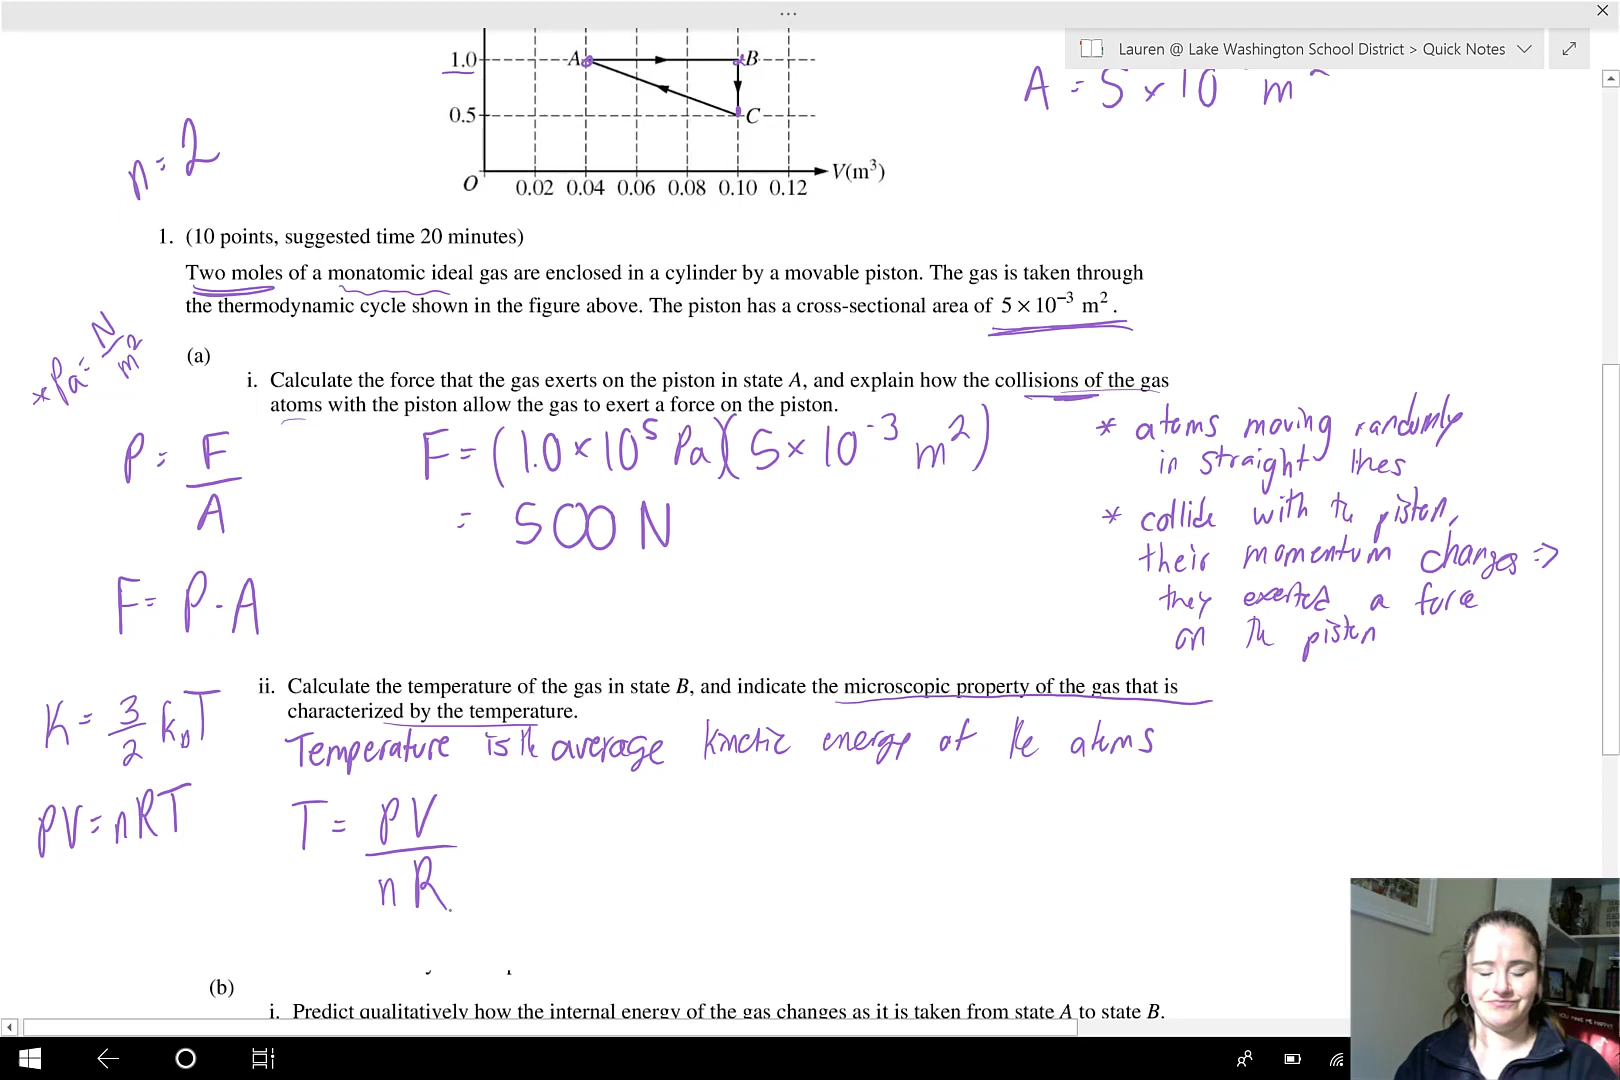 Lauren @ Lake Washington School District > Quick Notes
A = 5 × 10 m²
1.0 A B
0.5 C
O 0.02 0.04 0.06 0.08 0.10 0.12 V(m³)
n = 2
1. (10 points, suggested time 20 minutes)
Two moles of a monatomic ideal gas are enclosed in a cylinder by a movable piston. The gas is taken through
the thermodynamic cycle shown in the figure above. The piston has a cross-sectional area of 5 × 10⁻³ m².
* Pa = N/m²
(a)
i. Calculate the force that the gas exerts on the piston in state A, and explain how the collisions of the gas
atoms with the piston allow the gas to exert a force on the piston.
P = F/A
F = (1.0 × 10⁵ Pa)(5 × 10⁻³ m²)
= 500 N
F = P · A
* atoms moving randomly
in straight lines
* collide with the piston,
their momentum changes =>
they exerted a force
on the piston
ii. Calculate the temperature of the gas in state B, and indicate the microscopic property of the gas that is
characterized by the temperature.
K = 3/2 k_B T
Temperature is the average kinetic energy of the atoms
PV = nRT
T = PV/nR
(b)
i. Predict qualitatively how the internal energy of the gas changes as it is taken from state A to state B.